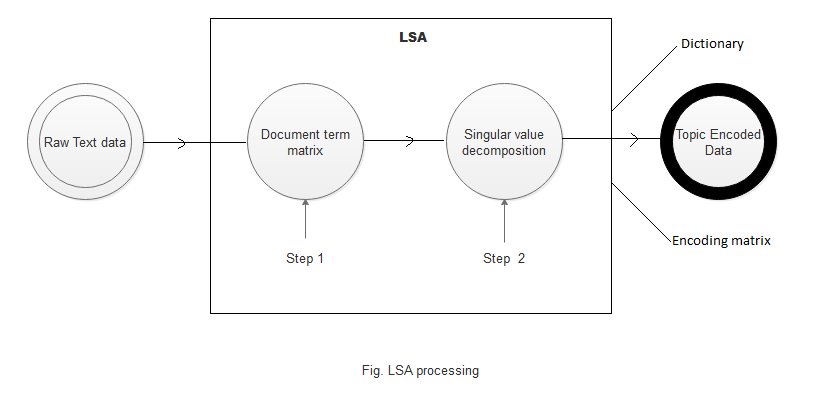 LSA
Dictionary
Raw Text data
Document term
matrix
Singular value
decomposition
Topic Encoded
Data
Encoding matrix
Step 1
Step 2
Fig. LSA processing